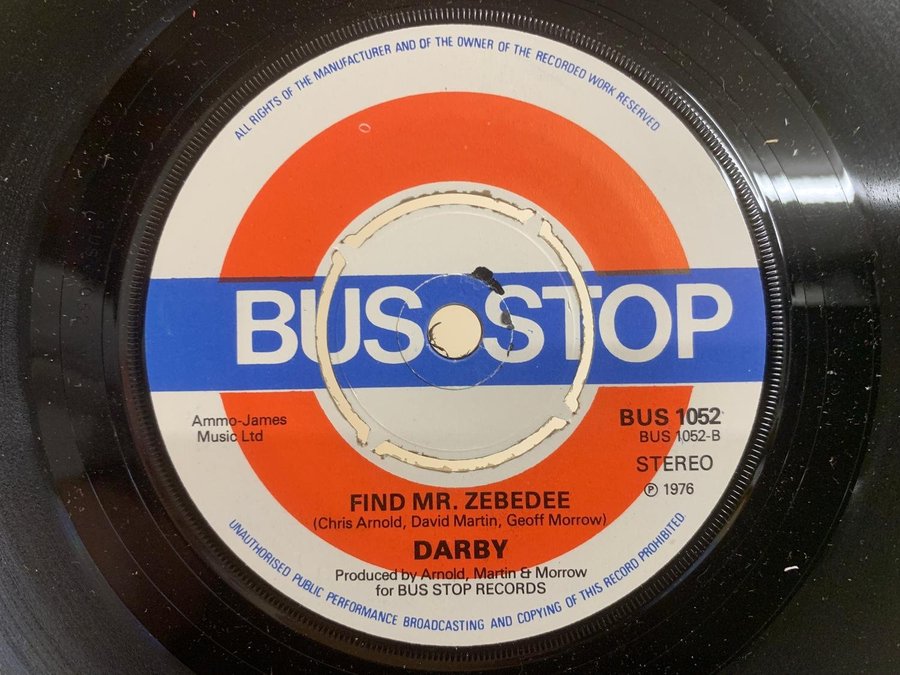 ALL RIGHTS OF THE MANUFACTURER AND OF THE OWNER OF THE RECORDED WORK RESERVED
BUS STOP
Ammo-James
Music Ltd
BUS 1052
BUS 1052-B
STEREO
Ⓟ 1976
FIND MR. ZEBEDEE
(Chris Arnold, David Martin, Geoff Morrow)
DARBY
Produced by Arnold, Martin & Morrow
for BUS STOP RECORDS
UNAUTHORISED PUBLIC PERFORMANCE BROADCASTING AND COPYING OF THIS RECORD PROHIBITED